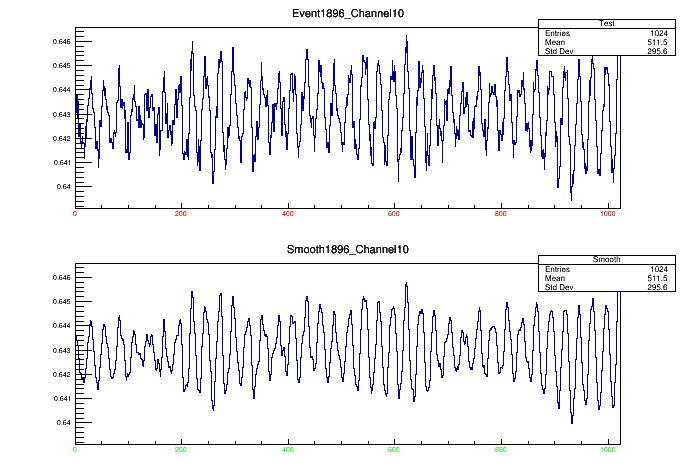 Event1896_Channel10
Test
Entries 1024
Mean 511.5
Std Dev 295.6
0.646
0.645
0.644
0.643
0.642
0.641
0.64
0 200 400 600 800 1000
Smooth1896_Channel10
Smooth
Entries 1024
Mean 511.5
Std Dev 295.6
0.646
0.645
0.644
0.643
0.642
0.641
0.64
0 200 400 600 800 1000